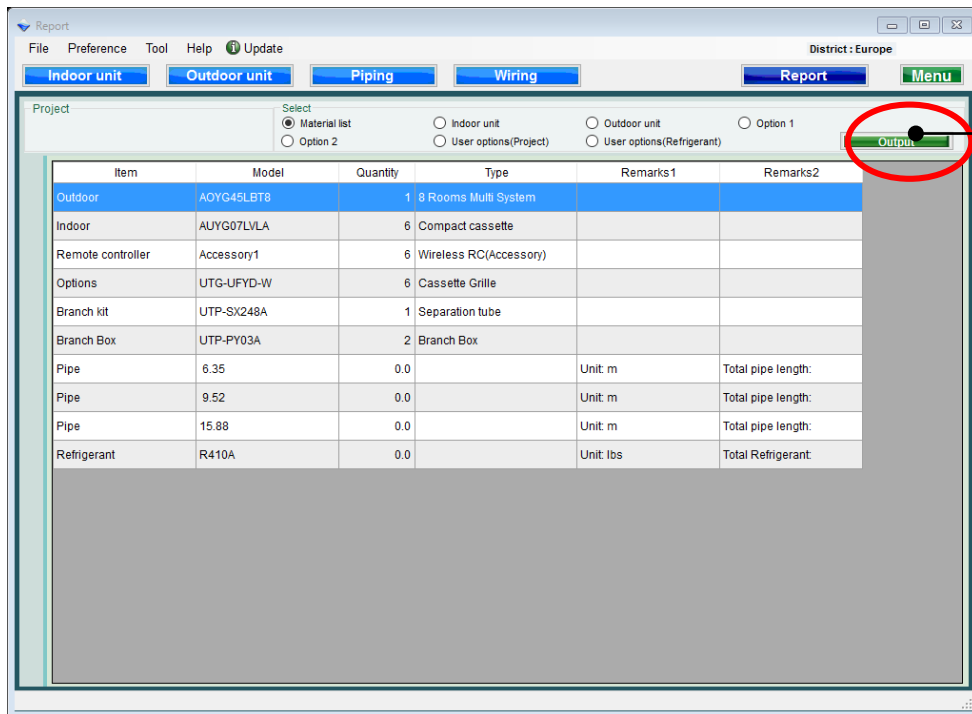 Report
File Preference Tool Help Update District : Europe
Indoor unit Outdoor unit Piping Wiring Report Menu
Project Select
Material list Indoor unit Outdoor unit Option 1
Option 2 User options(Project) User options(Refrigerant) Output
Item Model Quantity Type Remarks1 Remarks2
Outdoor AOYG45LBT8 1 8 Rooms Multi System
Indoor AUYG07LVLA 6 Compact cassette
Remote controller Accessory1 6 Wireless RC(Accessory)
Options UTG-UFYD-W 6 Cassette Grille
Branch kit UTP-SX248A 1 Separation tube
Branch Box UTP-PY03A 2 Branch Box
Pipe 6.35 0.0 Unit: m Total pipe length:
Pipe 9.52 0.0 Unit: m Total pipe length:
Pipe 15.88 0.0 Unit: m Total pipe length:
Refrigerant R410A 0.0 Unit: lbs Total Refrigerant: